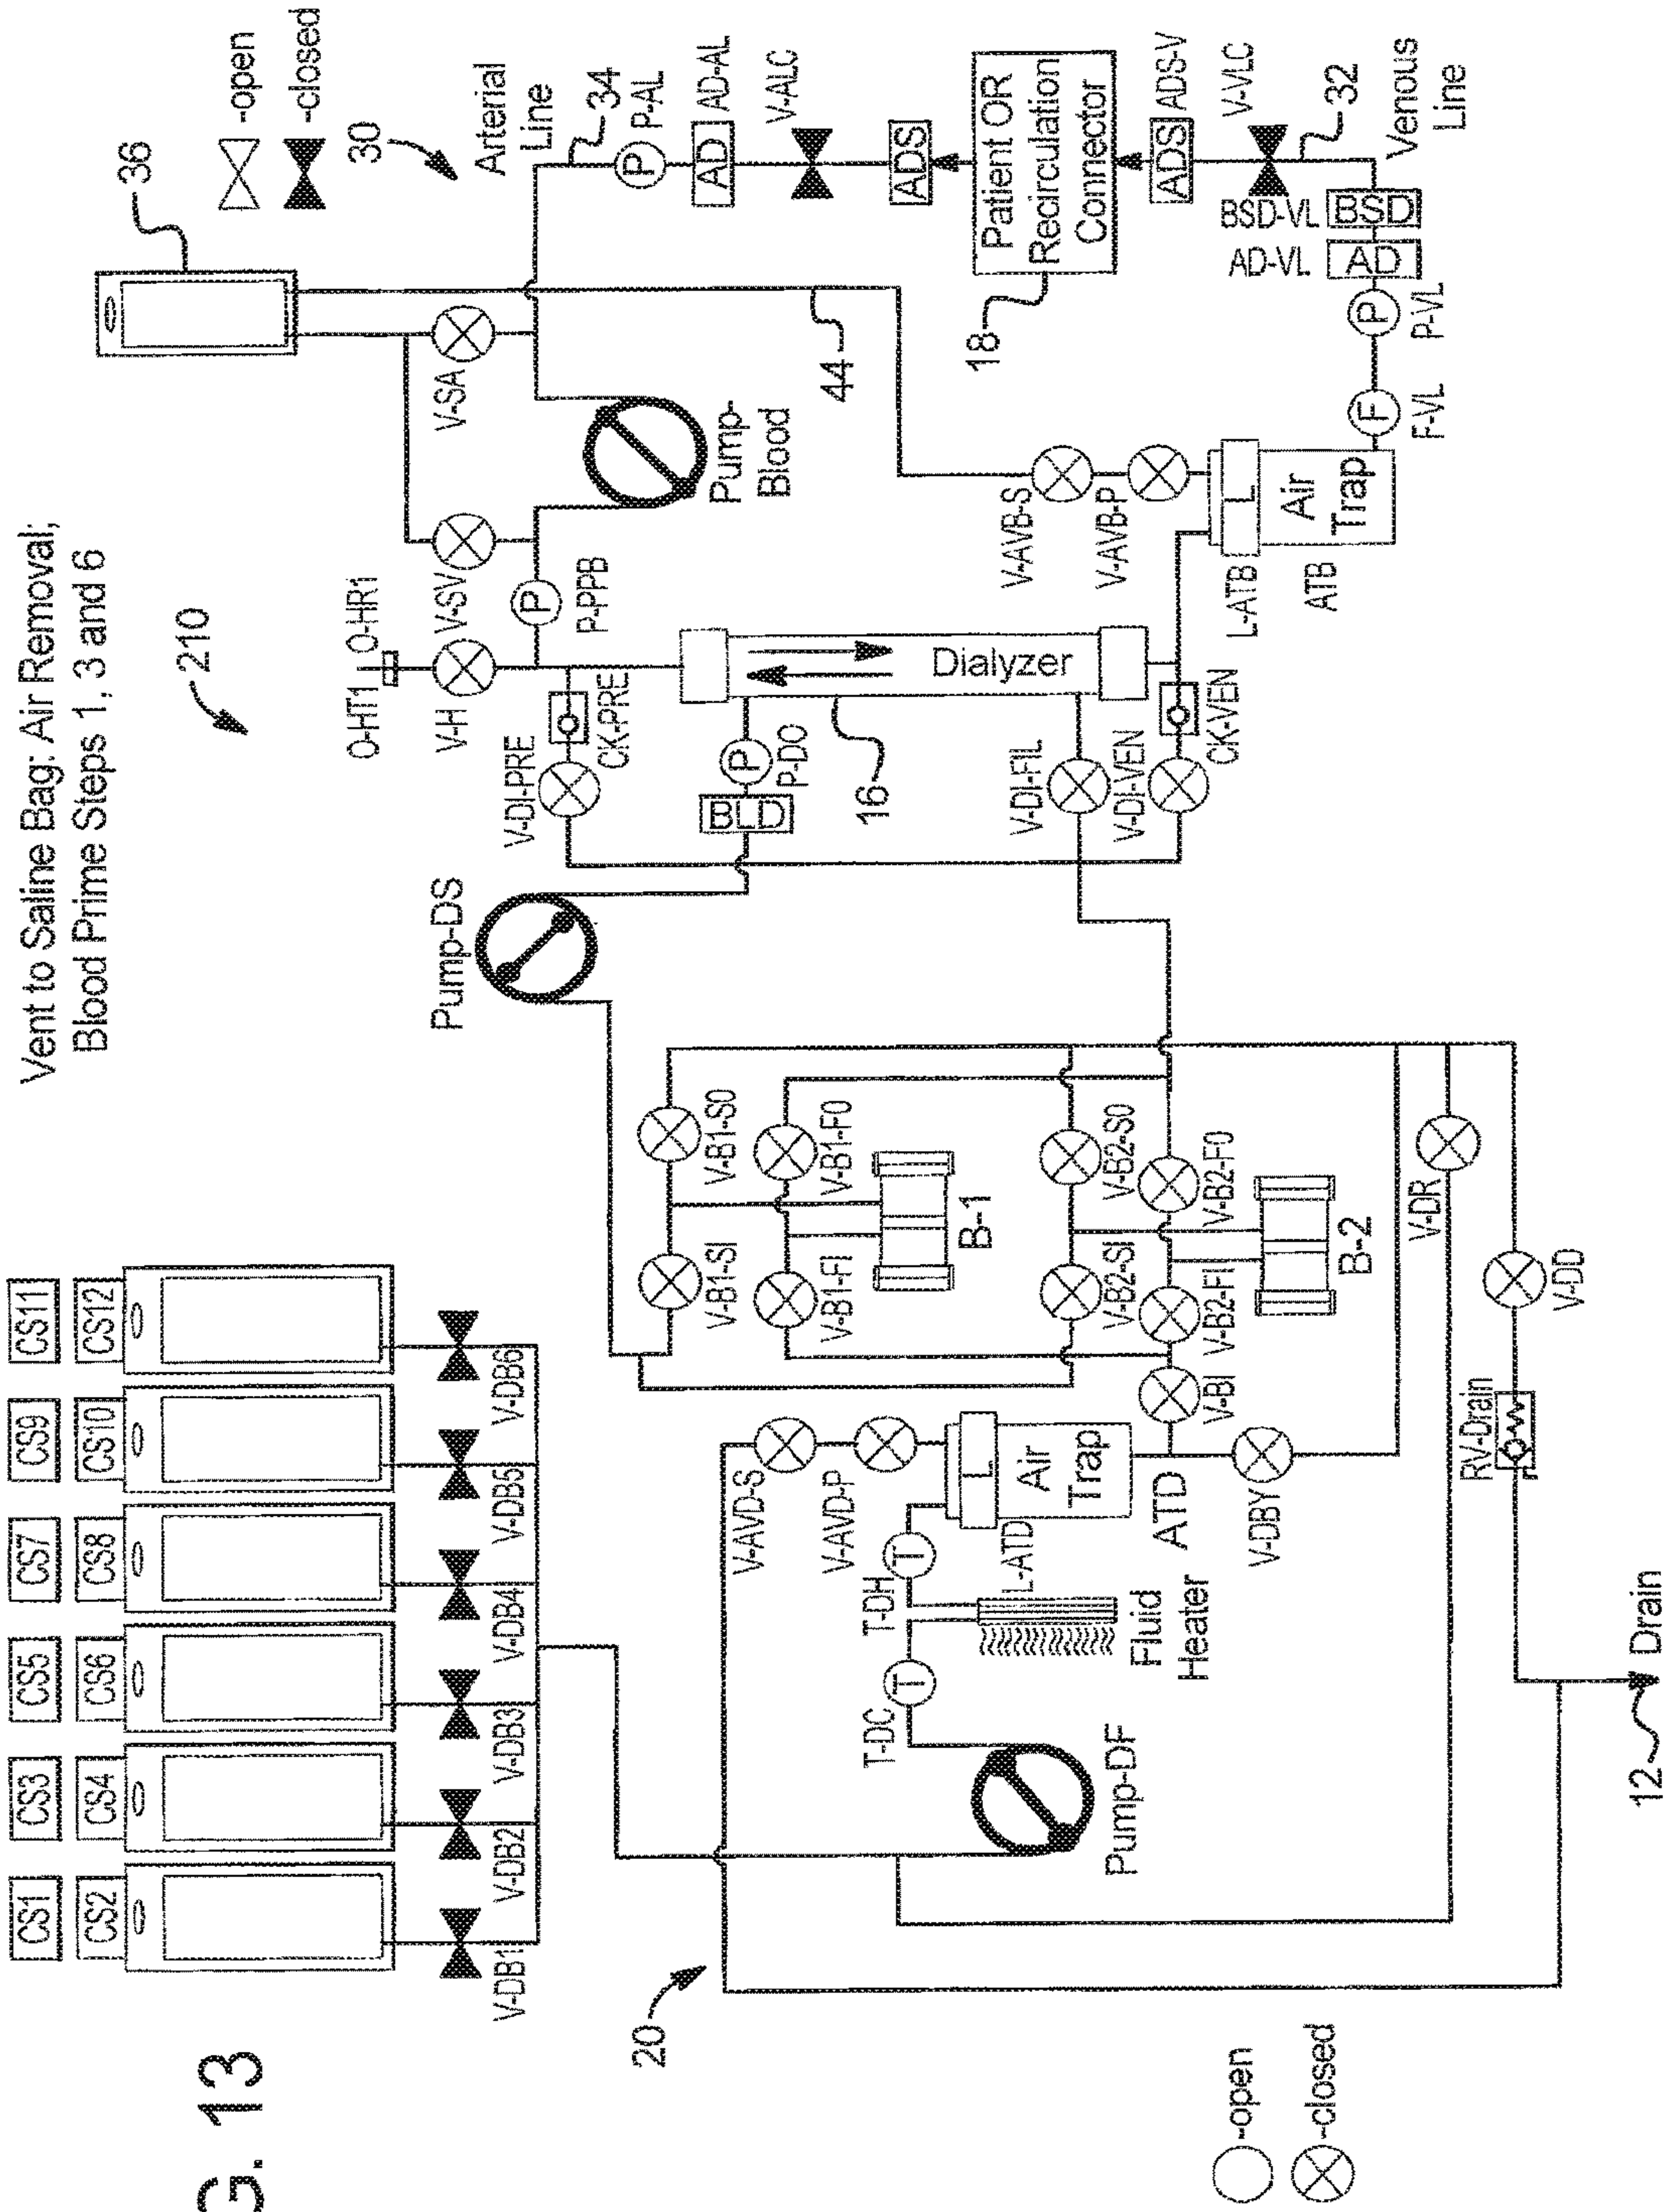 G. 13
Vent to Saline Bag: Air Removal;
Blood Prime Steps 1, 3 and 6
210
-open
-closed
36
30
CS1
CS3
CS5
CS7
CS9
CS11
CS2
CS4
CS6
CS8
CS10
CS12
V-DB1
V-DB2
V-DB3
V-DB4
V-DB5
V-DB6
Pump-DS
O-HT1
O-HR1
V-H
V-SV
V-SA
P
P-PPB
Pump-
Blood
Arterial
Line
34
P
P-AL
AD
AD-AL
V-ALC
ADS
Patient OR
Recirculation
Connector
18
ADS
ADS-V
V-VLC
32
Venous
Line
BSD-VL
BSD
AD-VL
AD
P
P-VL
F
F-VL
44
V-AVB-S
V-AVB-P
L-ATB
L
Air
Trap
ATB
V-DI-PRE
CK-PRE
Dialyzer
BLD
P
P-DO
16
V-DI-FIL
V-DI-VEN
CK-VEN
V-B1-SI
V-B1-S0
V-B1-FI
V-B1-F0
B-1
V-B2-SI
V-B2-S0
V-B2-FI
V-B2-F0
B-2
V-BI
V-DR
V-DD
RV-Drain
V-AVD-S
V-AVD-P
L
L-ATD
Air
Trap
ATD
V-DBY
T
T-DH
T
T-DC
Fluid
Heater
Pump-DF
20
12
Drain
-open
-closed